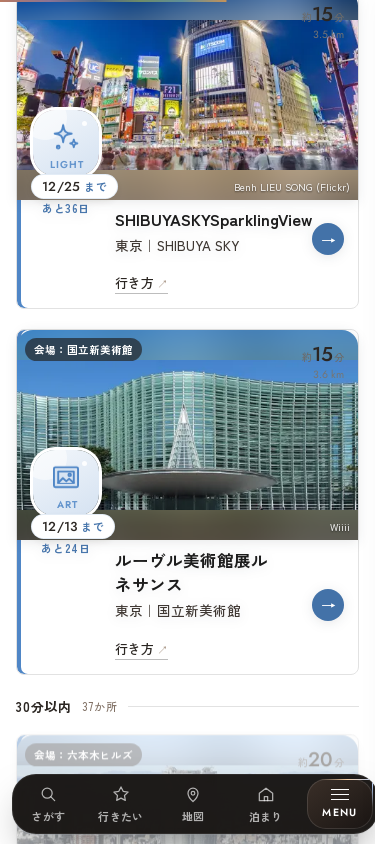 約15分
3.5km
F21
LIGHT
12/25 まで
あと36日
Benh LIEU SONG (Flickr)
SHIBUYASKYSparklingView
東京｜SHIBUYA SKY
→
行き方 ↗
会場：国立新美術館
約15分
3.6km
ART
12/13 まで
あと24日
Wiiii
ルーヴル美術館展ル
ネサンス
東京｜国立新美術館
→
行き方 ↗
30分以内 37か所
会場：六本木ヒルズ
約20分
さがす
行きたい
地図
泊まり
MENU